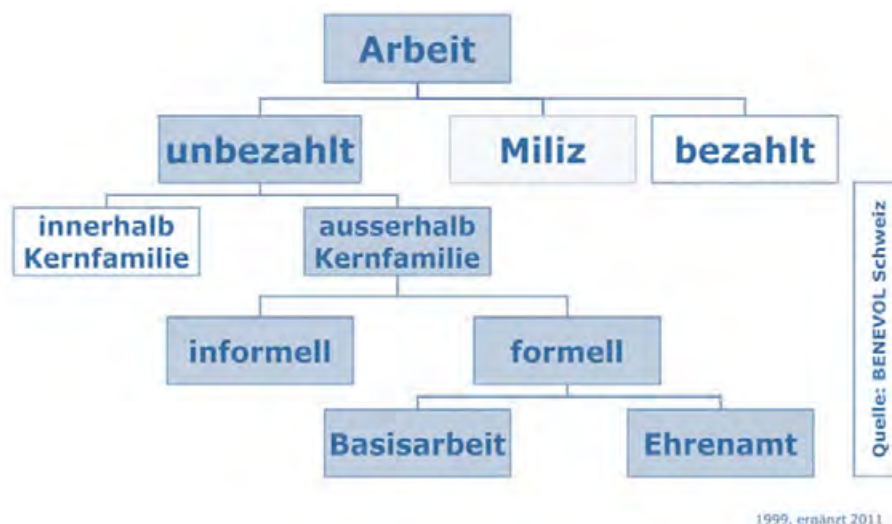 Arbeit
unbezahlt
Miliz
bezahlt
innerhalb
Kernfamilie
ausserhalb
Kernfamilie
informell
formell
Basisarbeit
Ehrenamt
Quelle: BENEVOL Schweiz
1999, ergänzt 2011